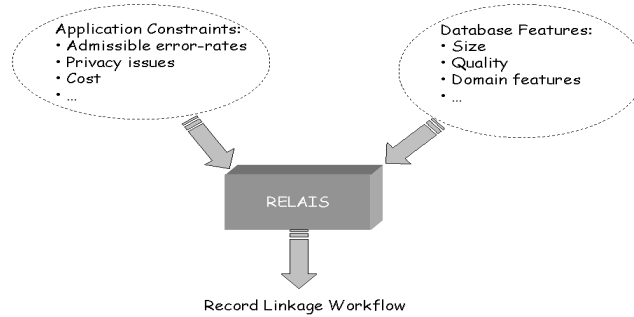 Application Constraints:
• Admissible error-rates
• Privacy issues
• Cost
• ...
Database Features:
• Size
• Quality
• Domain features
• ...
RELAIS
Record Linkage Workflow